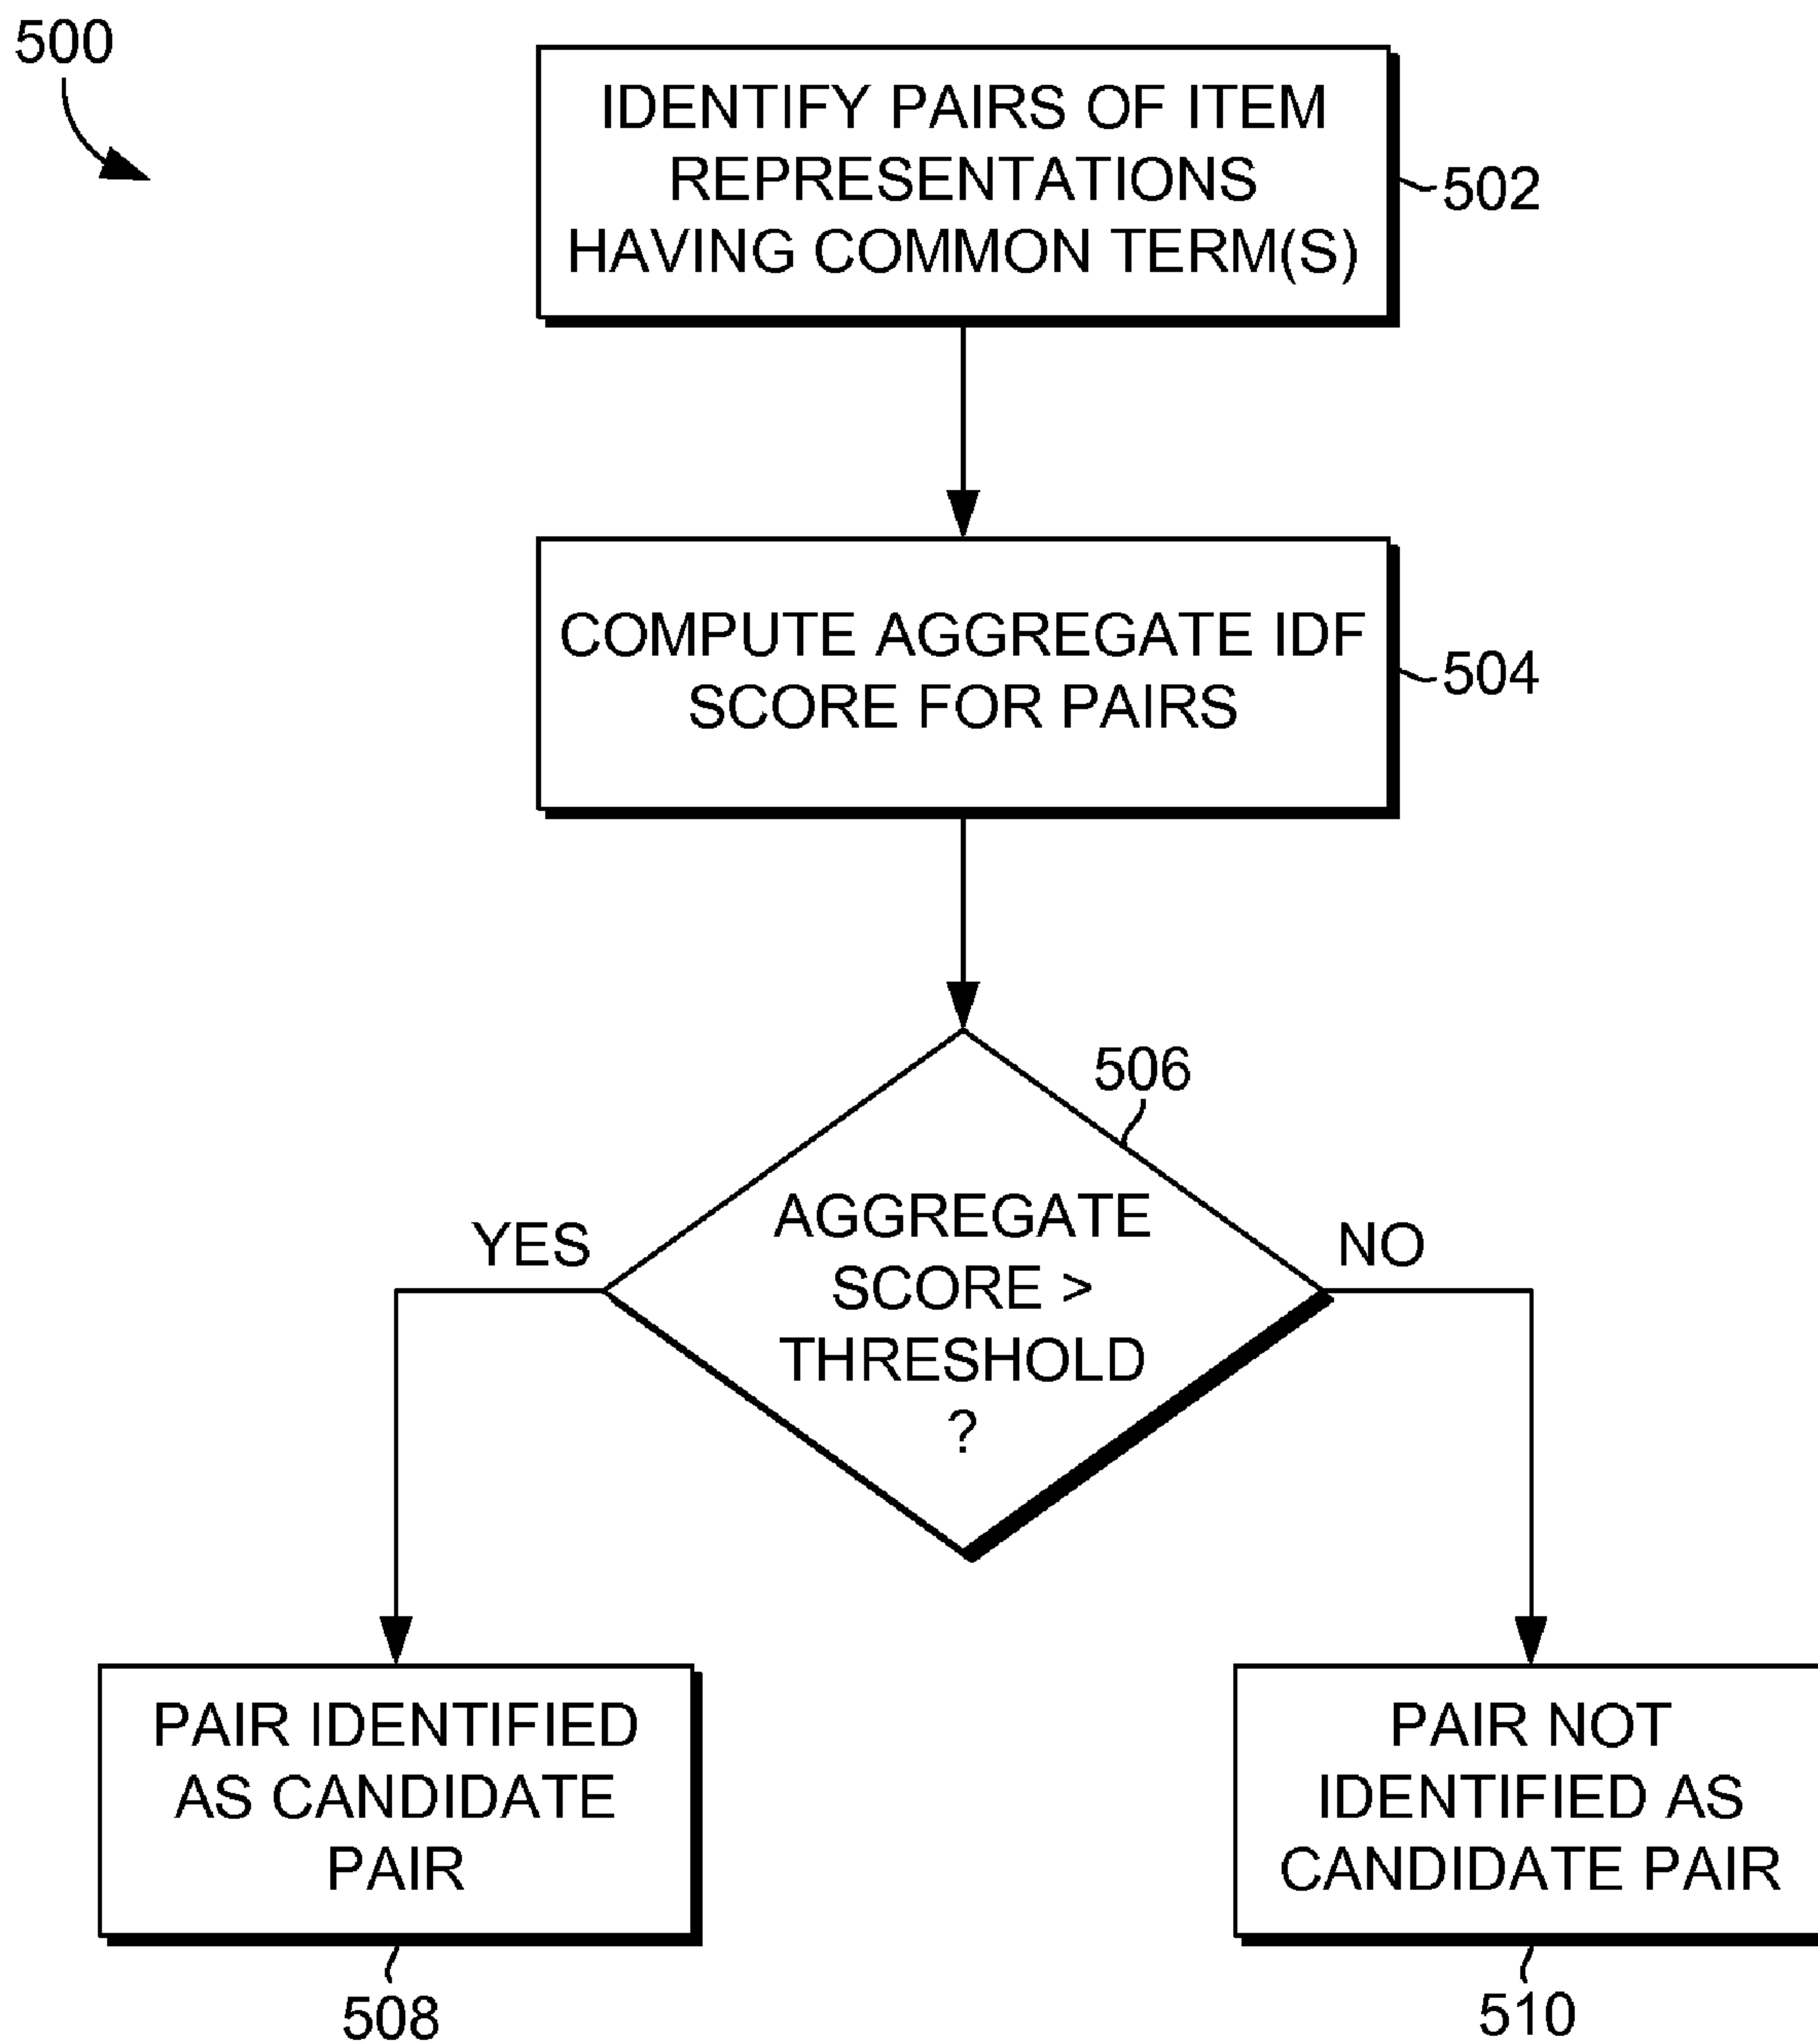 500
IDENTIFY PAIRS OF ITEM
REPRESENTATIONS
HAVING COMMON TERM(S)
502
COMPUTE AGGREGATE IDF
SCORE FOR PAIRS
504
506
AGGREGATE
SCORE >
THRESHOLD
?
YES
NO
PAIR IDENTIFIED
AS CANDIDATE
PAIR
508
PAIR NOT
IDENTIFIED AS
CANDIDATE PAIR
510